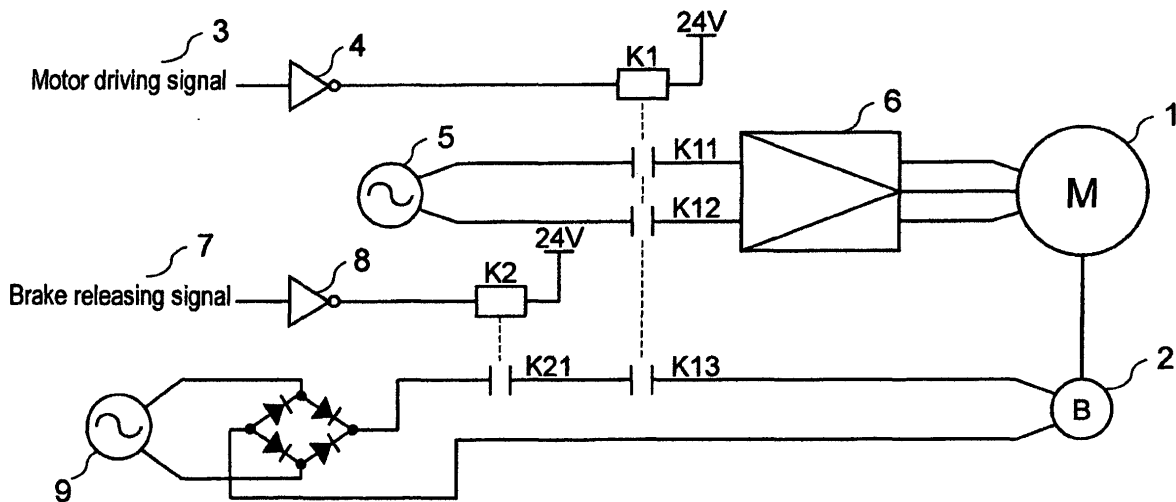 3
4
24V
Motor driving signal
K1
6
1
5
K11
M
K12
24V
7
8
K2
Brake releasing signal
2
K21
K13
B
9